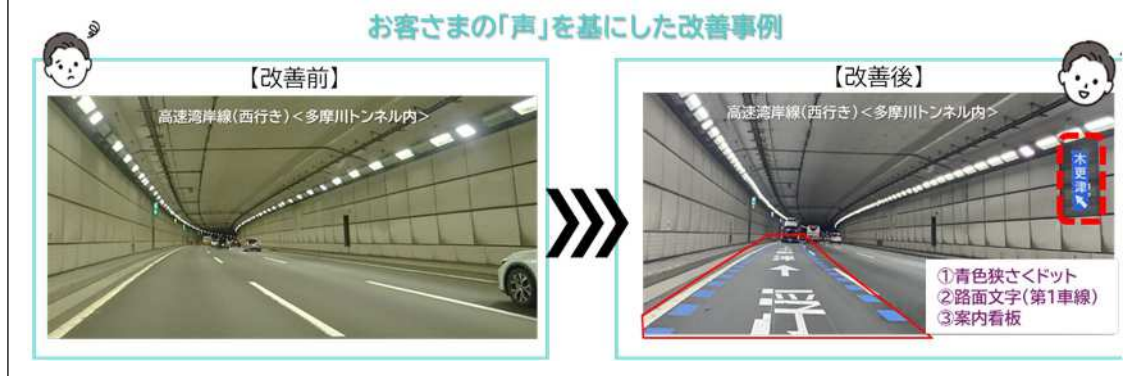 お客さまの「声」を基にした改善事例
【改善前】
高速湾岸線(西行き)<多摩川トンネル内>
【改善後】
高速湾岸線(西行き)<多摩川トンネル内>
木更津
①青色狭さくドット
②路面文字(第1車線)
③案内看板